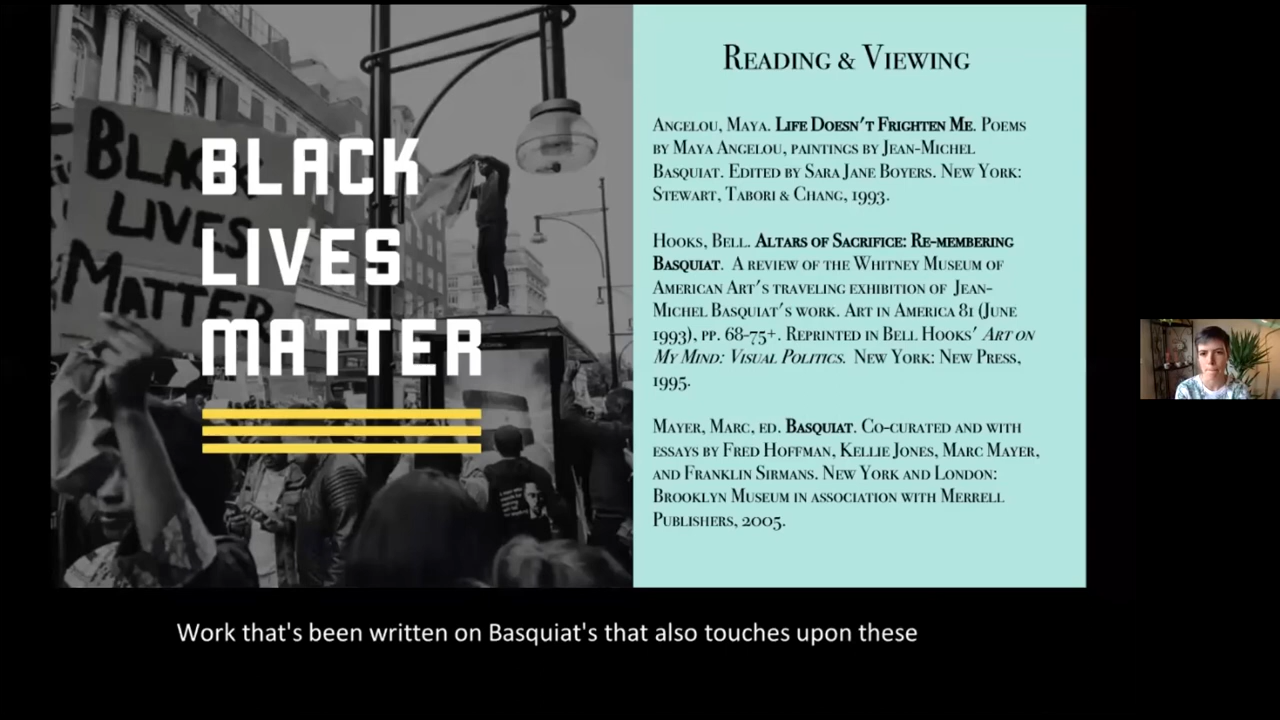 BLACK
LIVES
MATTER
BLACK
LIVES
MATTER
Reading & Viewing
Angelou, Maya. Life Doesn't Frighten Me. Poems
by Maya Angelou, paintings by Jean-Michel
Basquiat. Edited by Sara Jane Boyers. New York:
Stewart, Tabori & Chang, 1993.
Hooks, Bell. Altars of Sacrifice: Re-membering
Basquiat. A review of the Whitney Museum of
American Art's traveling exhibition of Jean-
Michel Basquiat's work. Art in America 81 (June
1993), pp. 68-75+. Reprinted in Bell Hooks' Art on
My Mind: Visual Politics. New York: New Press,
1995.
Mayer, Marc, ed. Basquiat. Co-curated and with
essays by Fred Hoffman, Kellie Jones, Marc Mayer,
and Franklin Sirmans. New York and London:
Brooklyn Museum in association with Merrell
Publishers, 2005.
Work that's been written on Basquiat's that also touches upon these